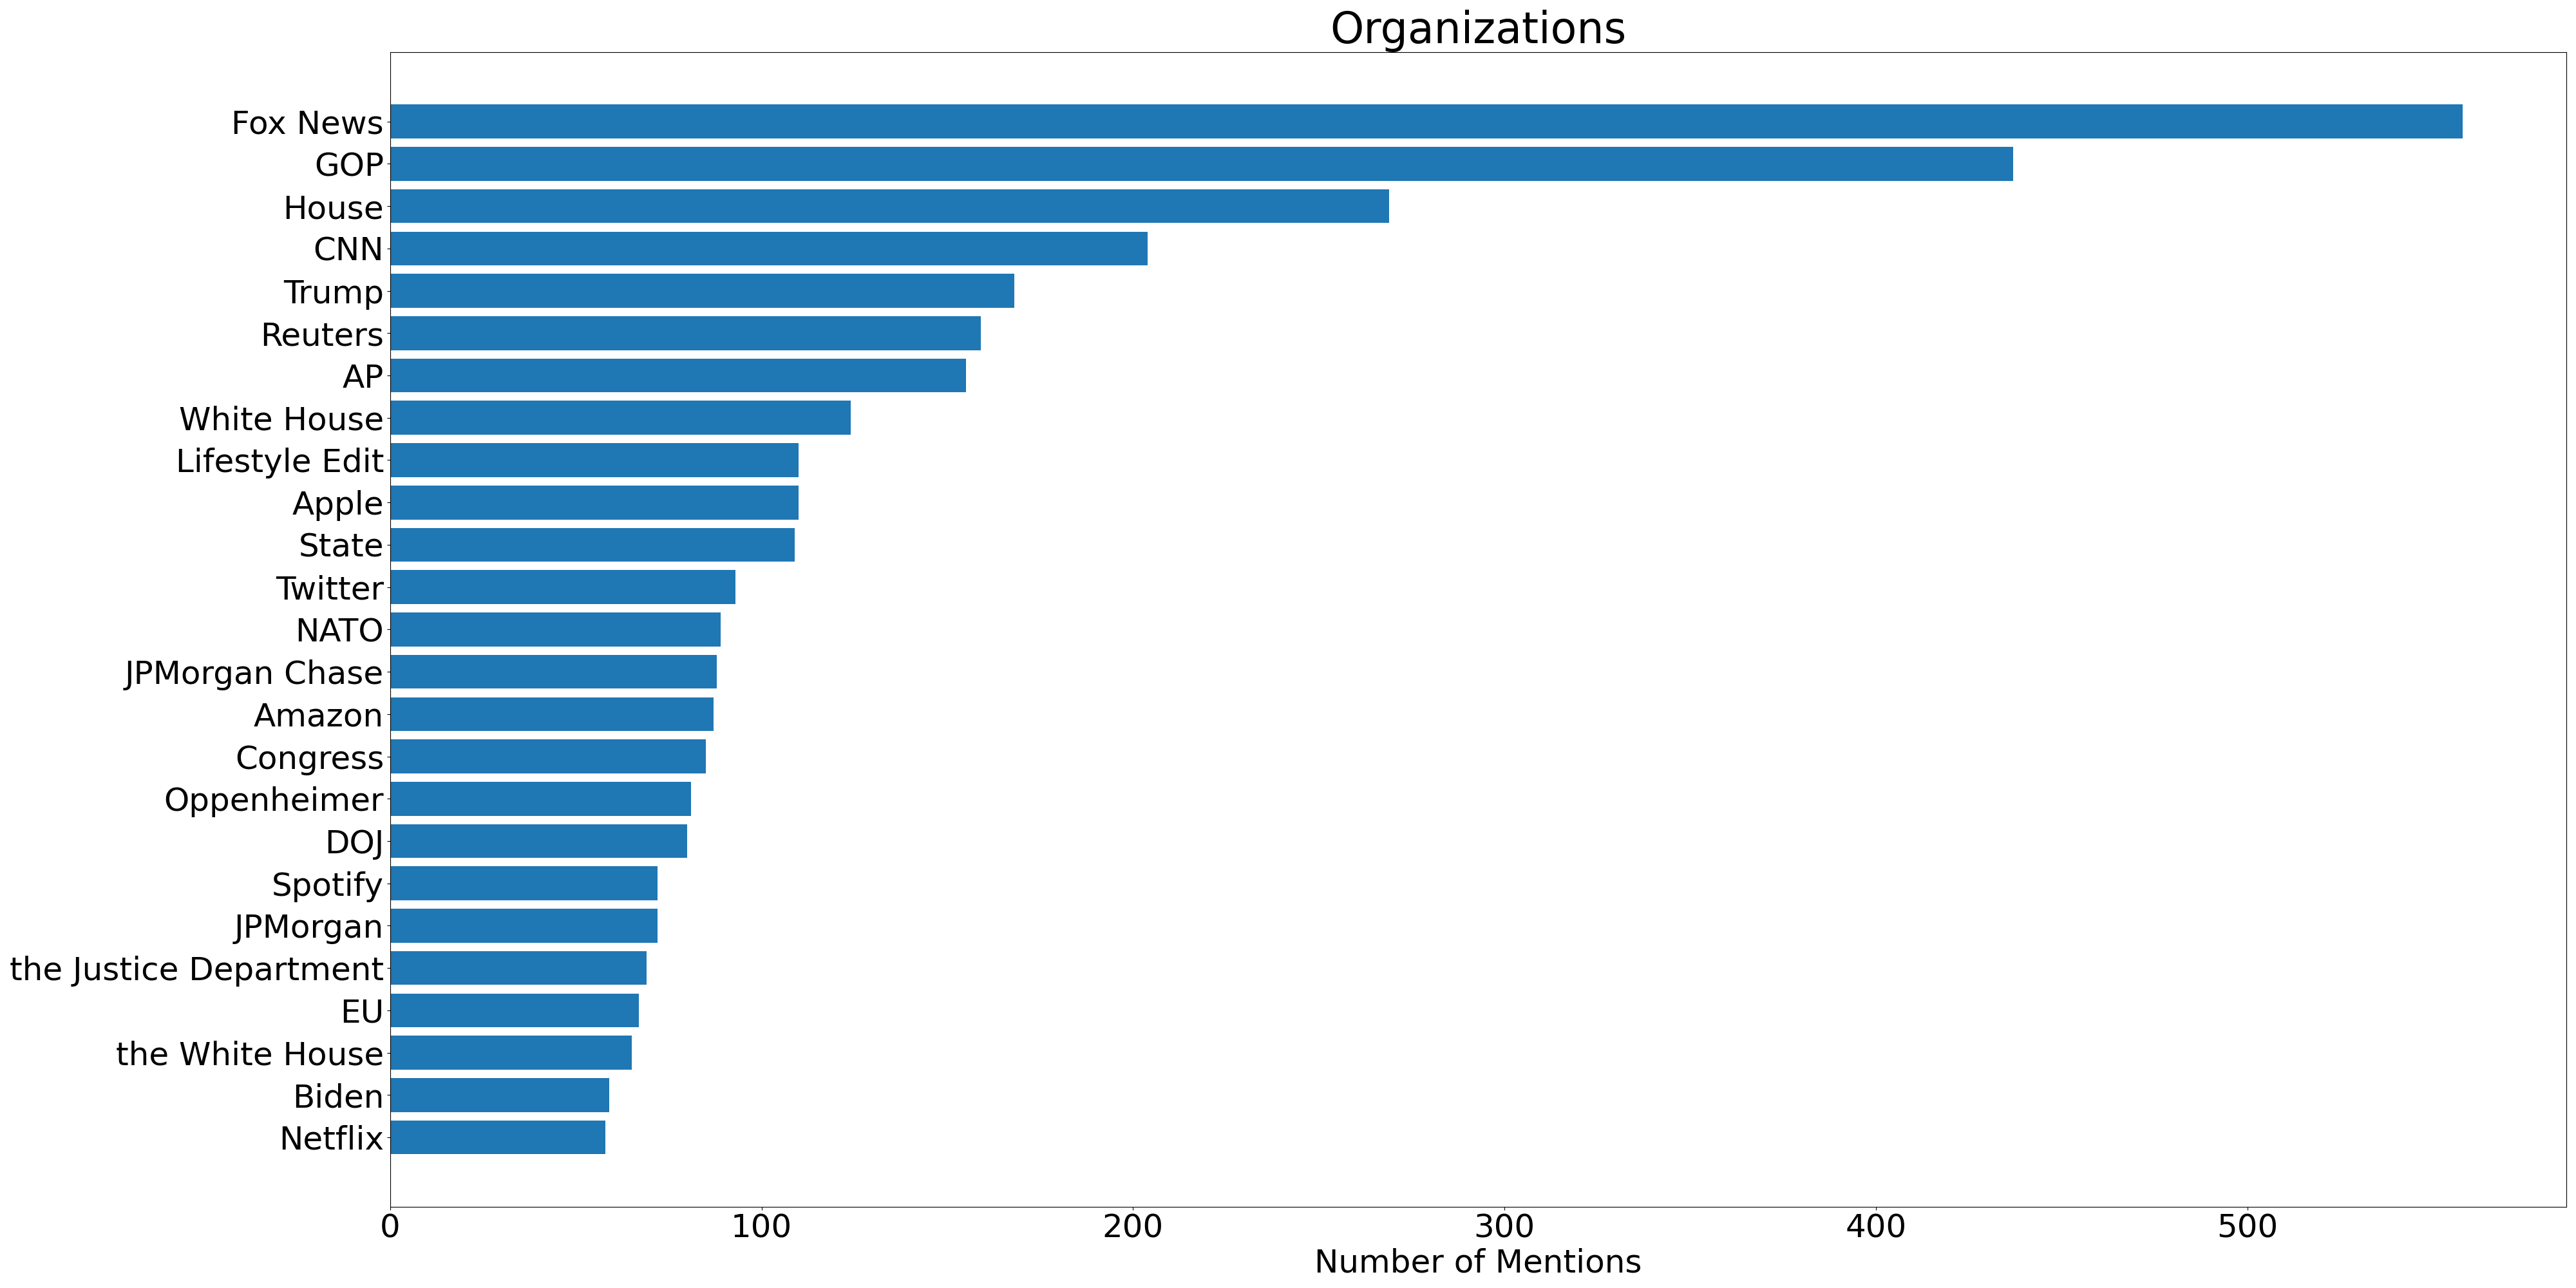 Organizations
Fox News
GOP
House
CNN
Trump
Reuters
AP
White House
Lifestyle Edit
Apple
State
Twitter
NATO
JPMorgan Chase
Amazon
Congress
Oppenheimer
DOJ
Spotify
JPMorgan
the Justice Department
EU
the White House
Biden
Netflix
0 100 200 300 400 500
Number of Mentions